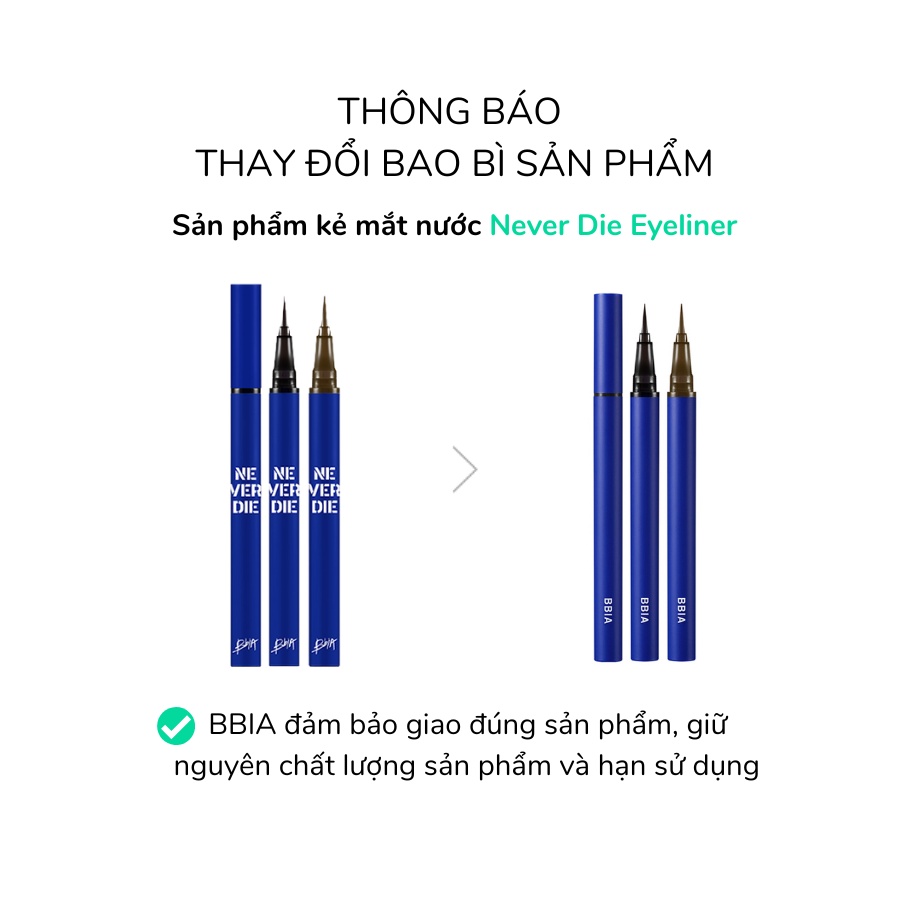 THÔNG BÁO
THAY ĐỔI BAO BÌ SẢN PHẨM
Sản phẩm kẻ mắt nước Never Die Eyeliner
NE NE NE
VER VER VER
DIE DIE DIE
BBIA BBIA BBIA
BBIA BBIA BBIA
BBIA đảm bảo giao đúng sản phẩm, giữ
nguyên chất lượng sản phẩm và hạn sử dụng